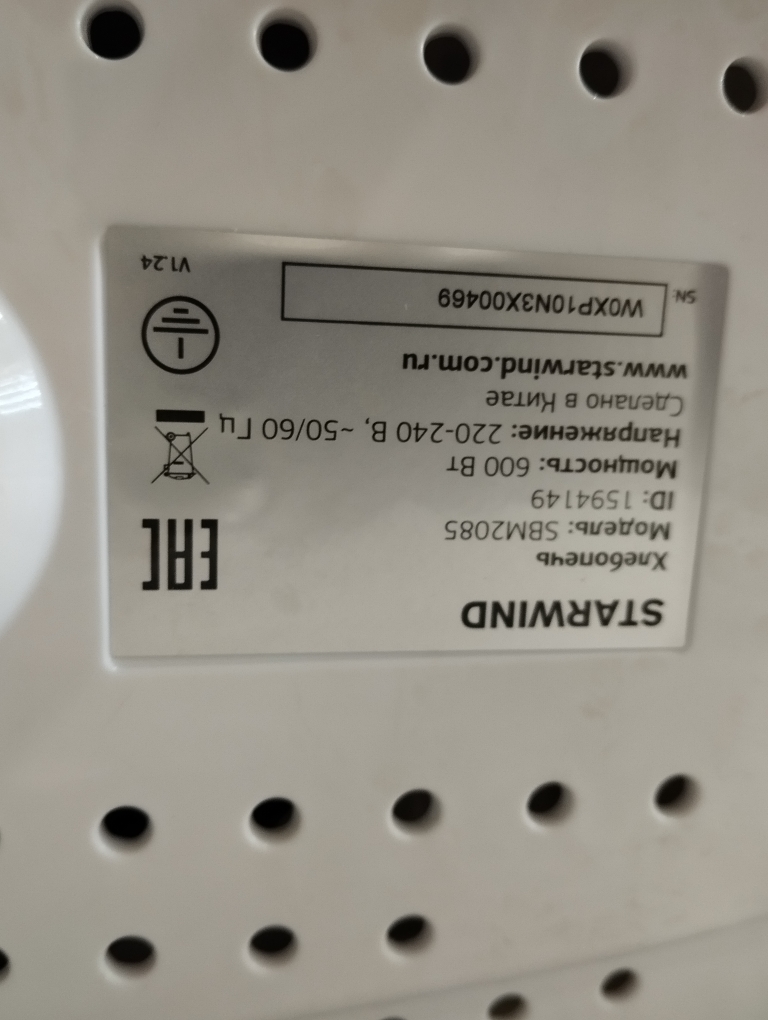 STARWIND
Хлебопечь
Модель: SBM2085
ID: 1594149
Мощность: 600 Вт
Напряжение: 220-240 В, ~50/60 Гц
Сделано в Китае
www.starwind.com.ru
SN: W0XP10N3X00469
V1.24
EAC